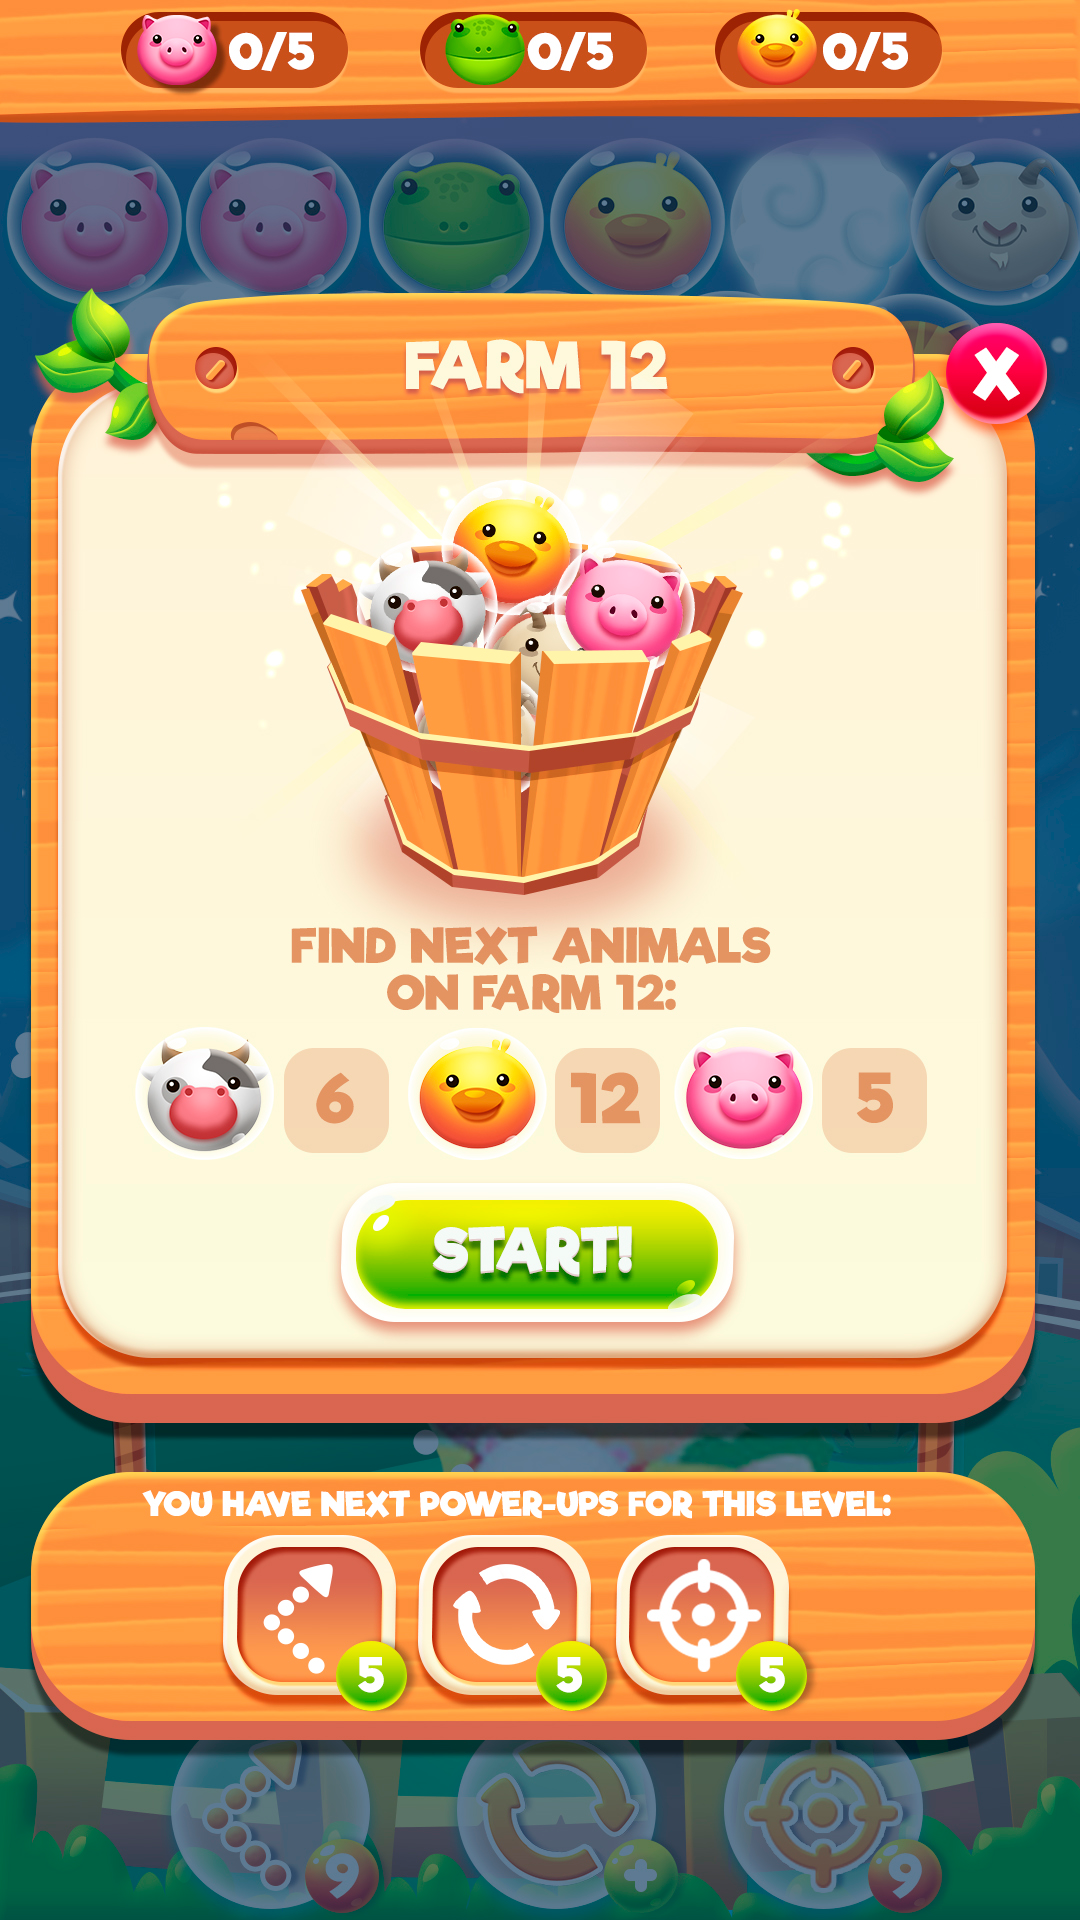 0/5 0/5 0/5
FARM 12
X
FIND NEXT ANIMALS
ON FARM 12:
6 12 5
START!
YOU HAVE NEXT POWER-UPS FOR THIS LEVEL:
5 5 5
9 + 9